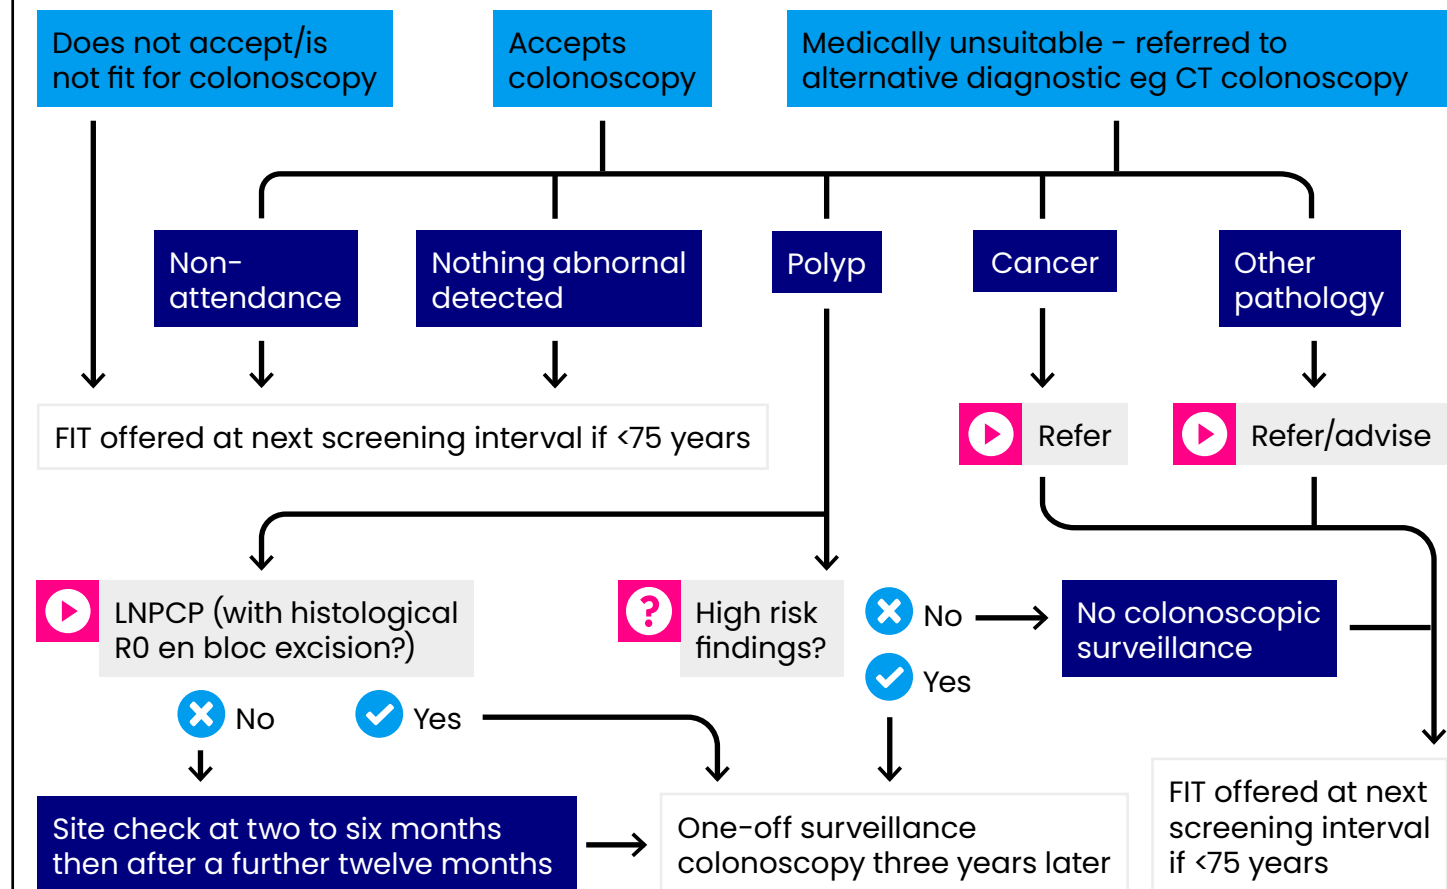 Does not accept/is
not fit for colonoscopy
Accepts
colonoscopy
Medically unsuitable - referred to
alternative diagnostic eg CT colonoscopy
Non-
attendance
Nothing abnornal
detected
Polyp
Cancer
Other
pathology
FIT offered at next screening interval if <75 years
Refer
Refer/advise
LNPCP (with histological
R0 en bloc excision?)
No
Yes
?
High risk
findings?
No
Yes
No colonoscopic
surveillance
Site check at two to six months
then after a further twelve months
One-off surveillance
colonoscopy three years later
FIT offered at next
screening interval
if <75 years